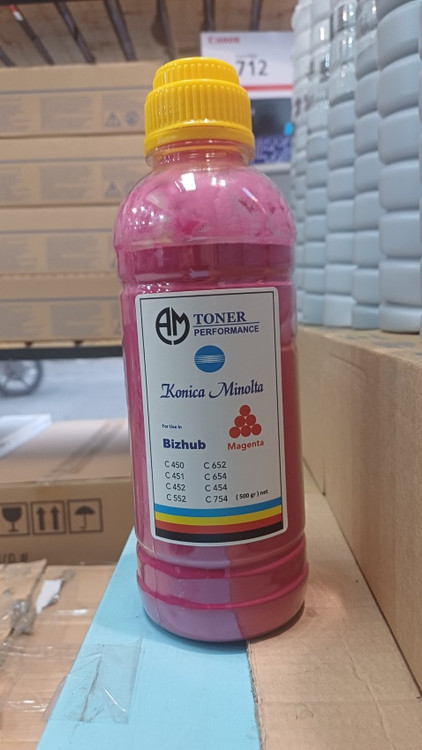 CANON
712
AM TONER
PERFORMANCE
Konica Minolta
For Use in
Bizhub
Magenta
C 450 C 652
C 451 C 654
C 452 C 454
C 552 C 754 ( 500 gr ) net